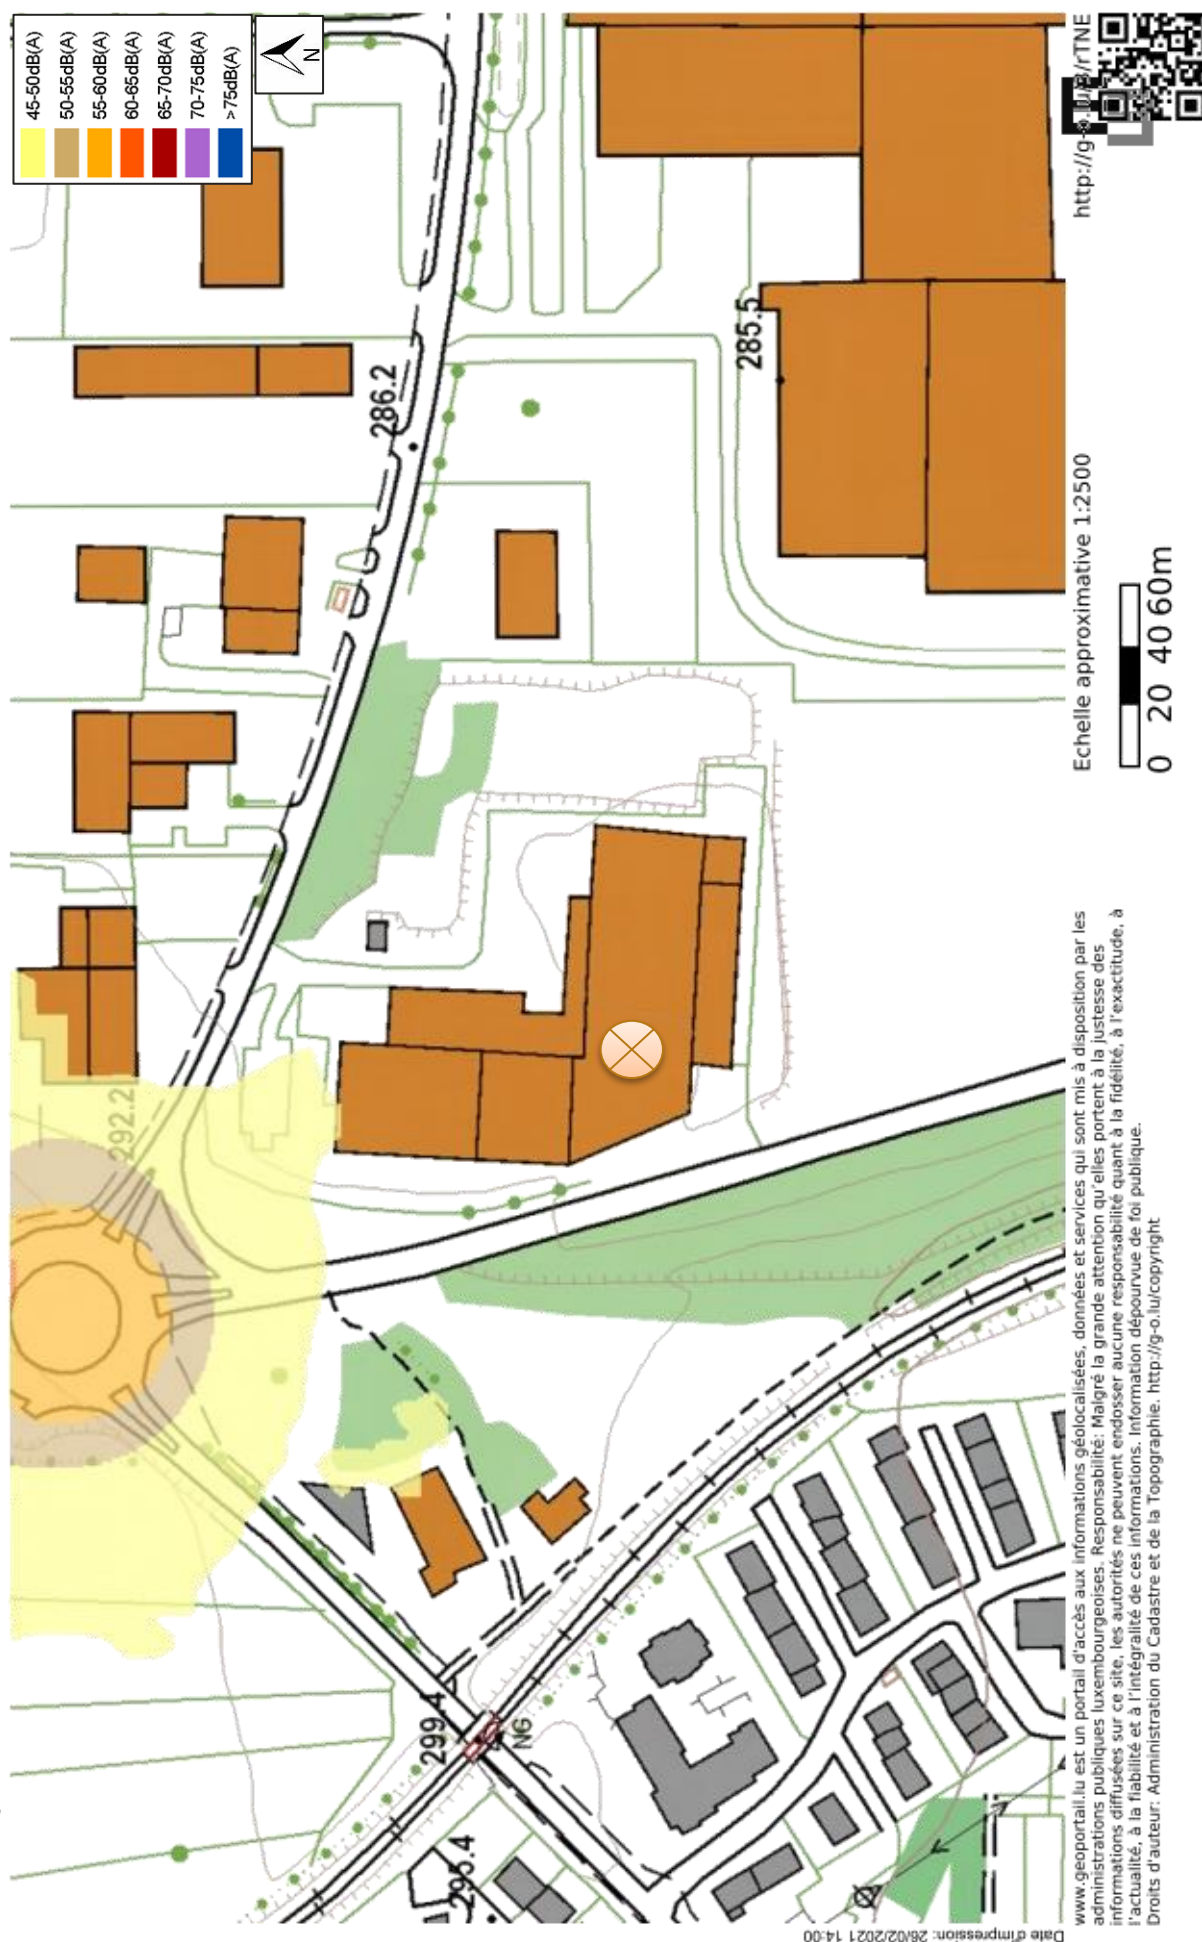 45-50dB(A)
50-55dB(A)
55-60dB(A)
60-65dB(A)
65-70dB(A)
70-75dB(A)
>75dB(A)
N
286.2
285.5
292.2
299.4
NG
295.4
Echelle approximative 1:2500
0 20 40 60m
www.geoportail.lu est un portail d'accès aux informations géolocalisées, données et services qui sont mis à disposition par les
administrations publiques luxembourgeoises. Responsabilité: Malgré la grande attention qu'elles portent à la justesse des
informations diffusées sur ce site, les autorités ne peuvent endosser aucune responsabilité quant à la fidélité, à l'exactitude, à
l'actualité, à la fiabilité et à l'intégralité de ces informations. Information dépourvue de foi publique.
Droits d'auteur: Administration du Cadastre et de la Topographie. http://g-o.lu/copyright
Date d'impression: 26/02/2021 14:00